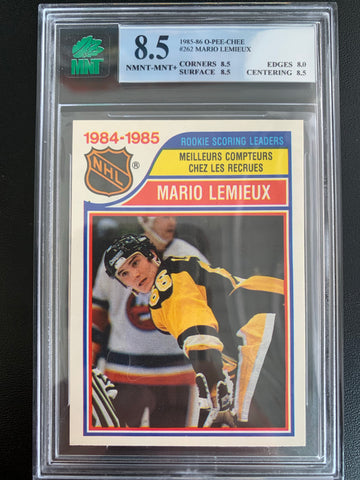 MNT
8.5
NMNT-MNT+
1985-86 O-PEE-CHEE
#262 MARIO LEMIEUX
CORNERS 8.5
EDGES 8.0
SURFACE 8.5
CENTERING 8.5
1984-1985
NHL
®
ROOKIE SCORING LEADERS
MEILLEURS COMPTEURS
CHEZ LES RECRUES
MARIO LEMIEUX
66